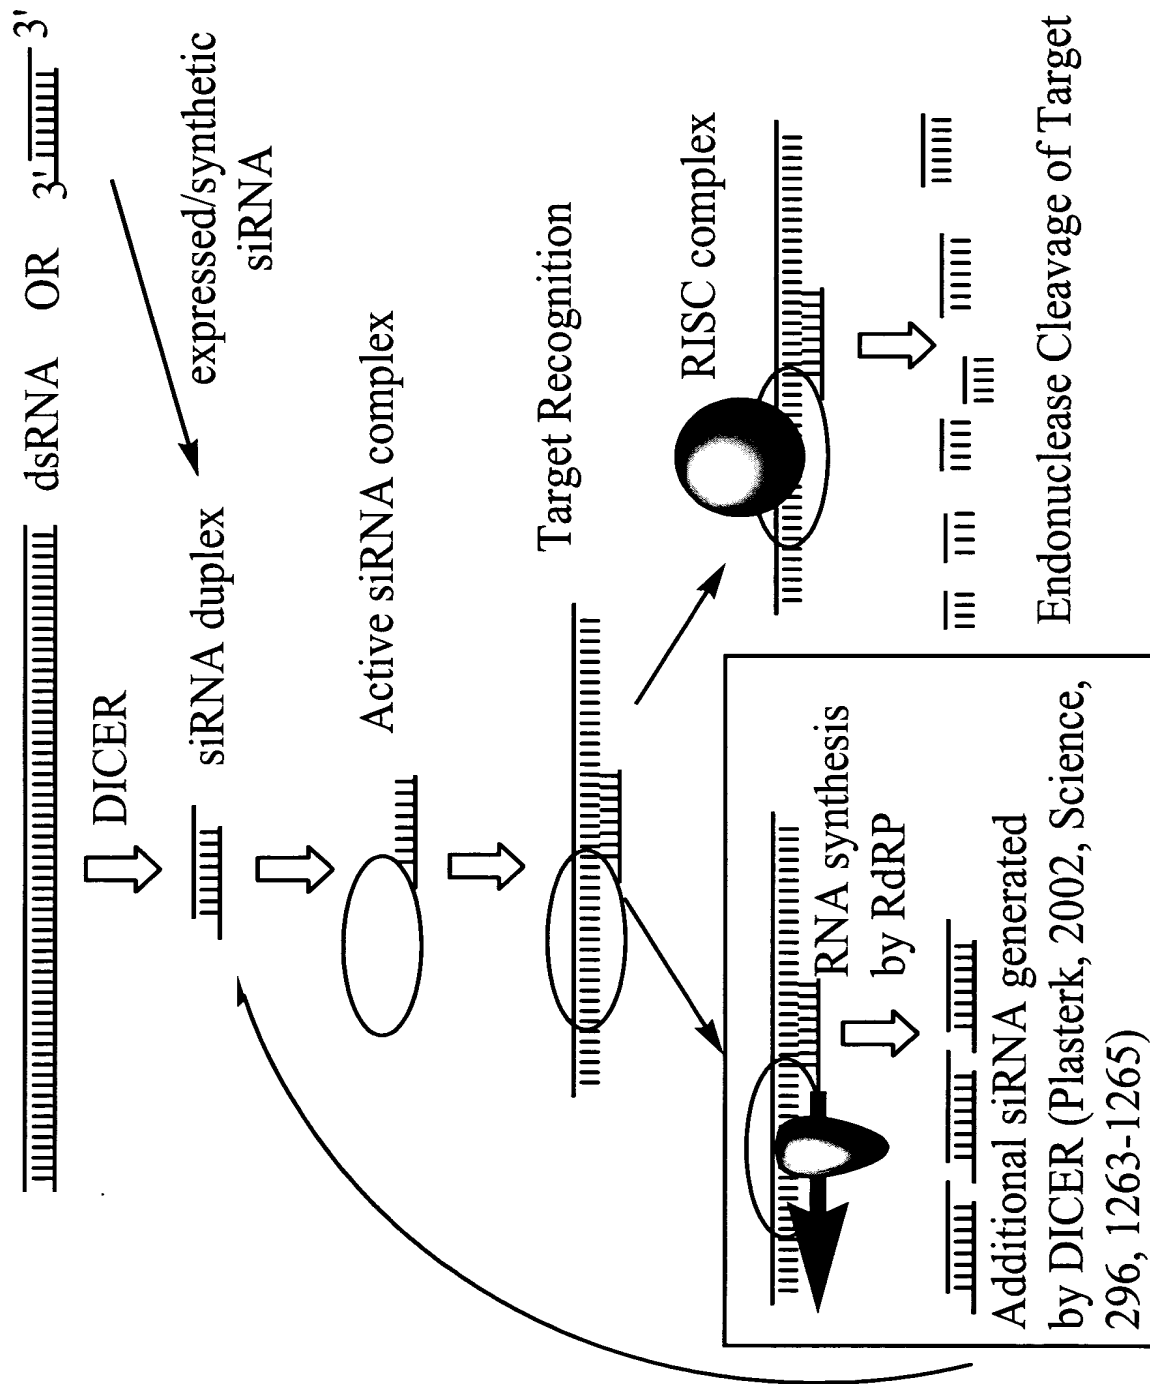 dsRNA OR 3' 3'
DICER
expressed/synthetic
siRNA
siRNA duplex
Active siRNA complex
Target Recognition
RISC complex
RNA synthesis
by RdRP
Additional siRNA generated
by DICER (Plasterk, 2002, Science,
296, 1263-1265)
Endonuclease Cleavage of Target